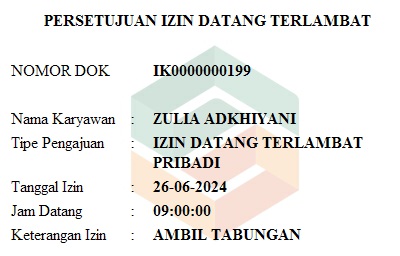 PERSETUJUAN IZIN DATANG TERLAMBAT
NOMOR DOK IK0000000199
Nama Karyawan : ZULIA ADKHIYANI
Tipe Pengajuan : IZIN DATANG TERLAMBAT
PRIBADI
Tanggal Izin : 26-06-2024
Jam Datang : 09:00:00
Keterangan Izin : AMBIL TABUNGAN